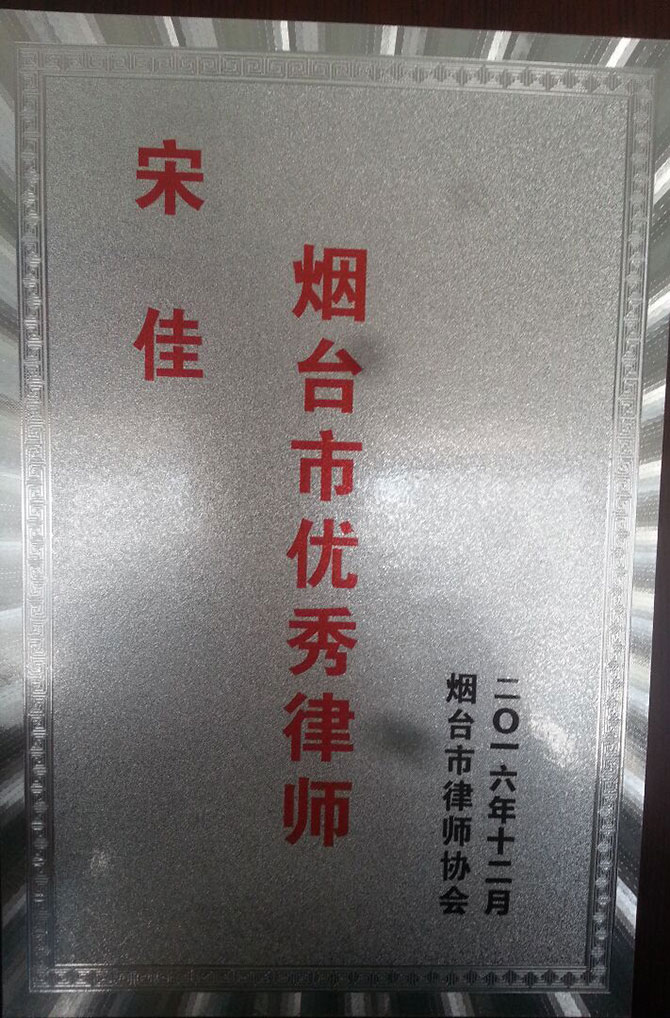 宋佳
烟台市优秀律师
烟台市律师协会
二〇一六年十二月